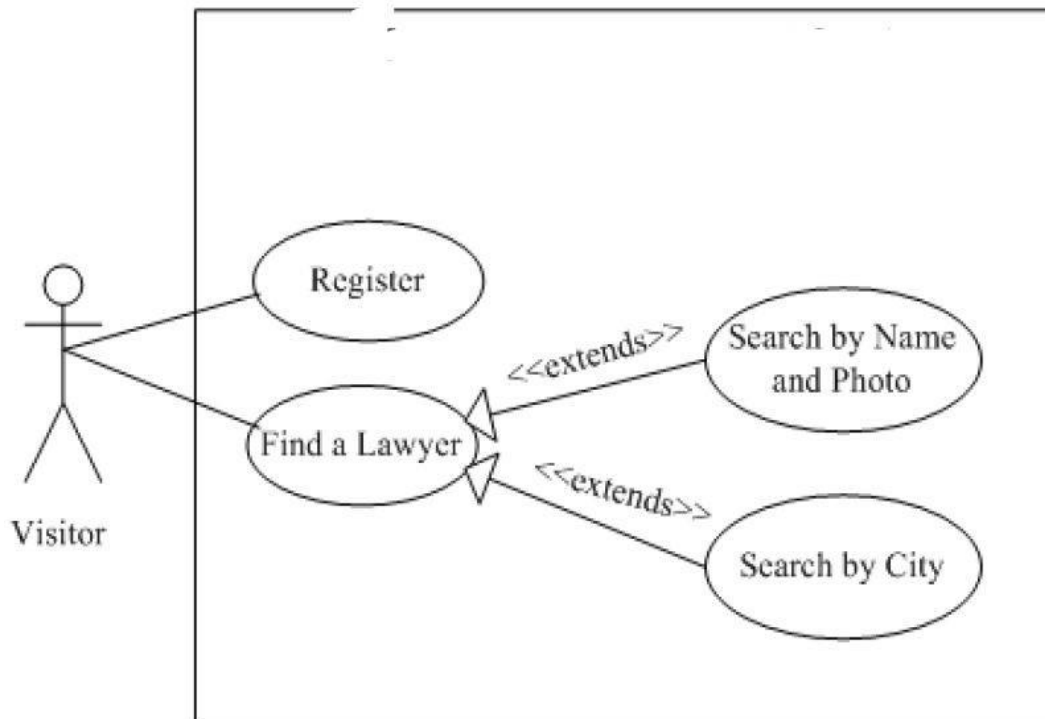 Register
<<extends>>
Search by Name
and Photo
Find a Lawyer
<<extends>>
Search by City
Visitor